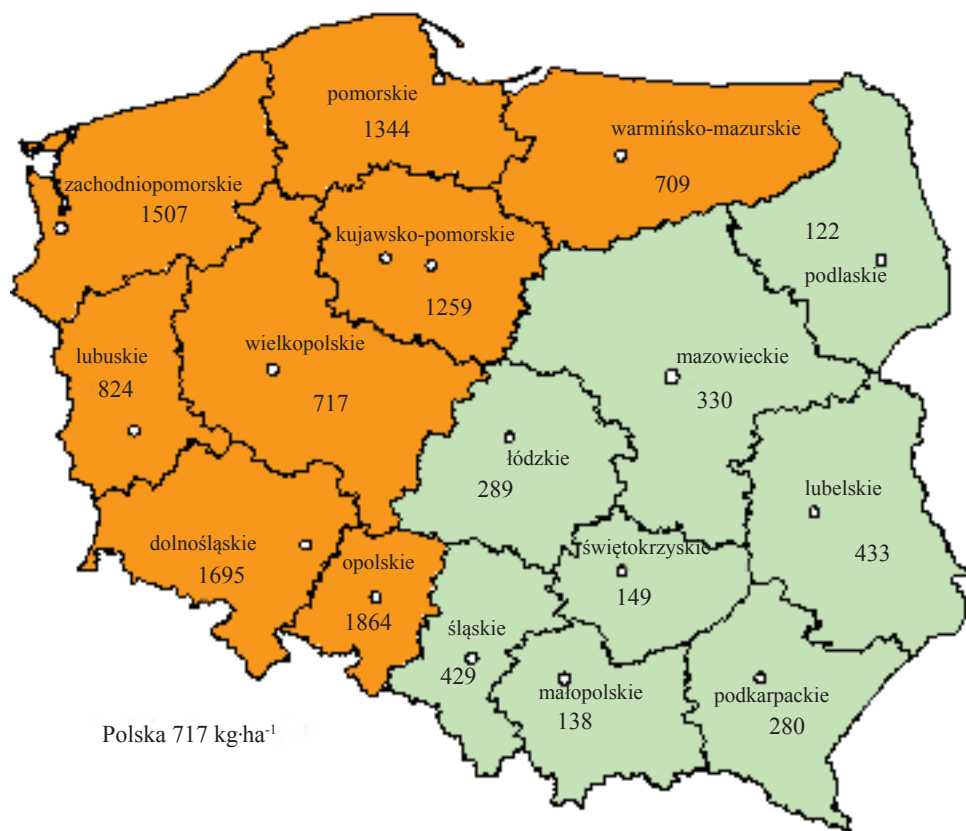 pomorskie
1344
warmińsko-mazurskie
709
zachodniopomorskie
1507
kujawsko-pomorskie
1259
122
podlaskie
lubuskie
824
wielkopolskie
717
mazowieckie
330
łódzkie
289
lubelskie
433
dolnośląskie
1695
opolskie
1864
świętokrzyskie
149
śląskie
429
małopolskie
138
podkarpackie
280
Polska 717 kg·ha⁻¹